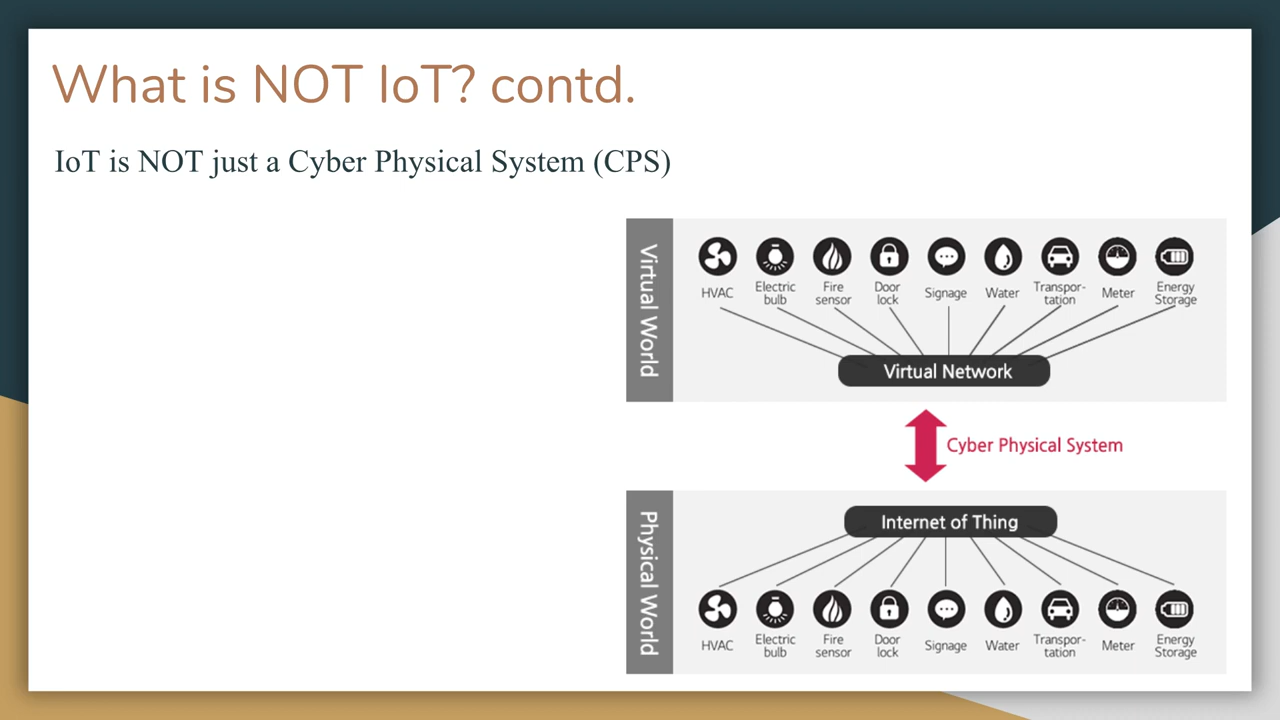 What is NOT IoT? contd.
IoT is NOT just a Cyber Physical System (CPS)
Virtual World
HVAC
Electric
bulb
Fire
sensor
Door
lock
Signage
Water
Transpor-
tation
Meter
Energy
Storage
Virtual Network
Cyber Physical System
Physical World
Internet of Thing
HVAC
Electric
bulb
Fire
sensor
Door
lock
Signage
Water
Transpor-
tation
Meter
Energy
Storage